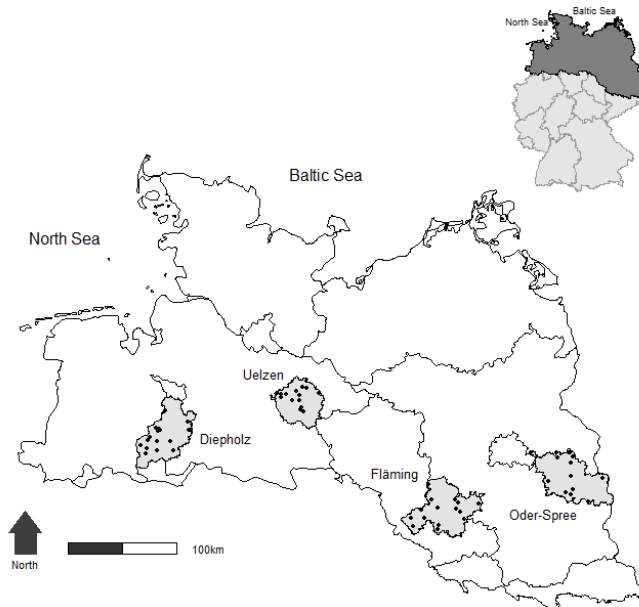 Baltic Sea
North Sea
Baltic Sea
North Sea
Uelzen
Diepholz
Fläming
Oder-Spree
100km
North